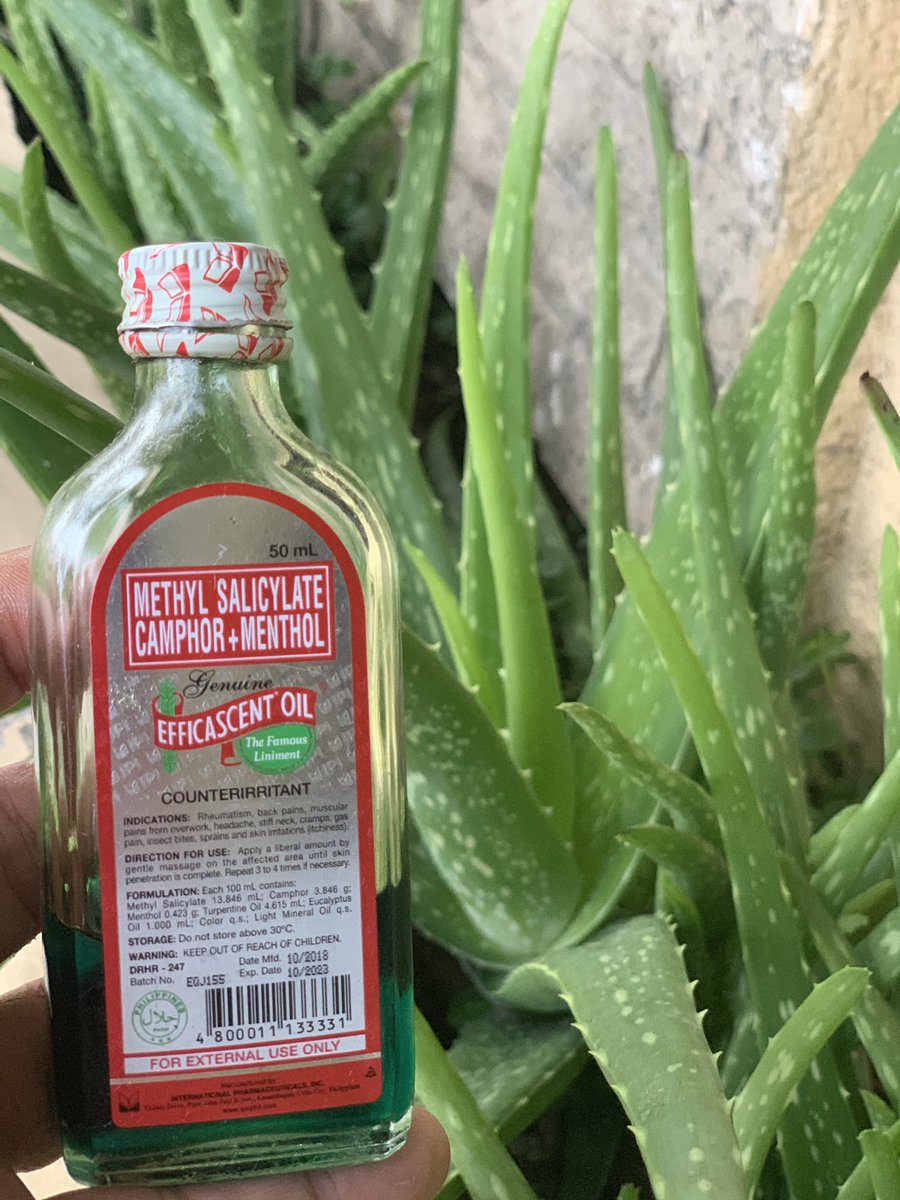 50 mL
METHYL SALICYLATE
CAMPHOR + MENTHOL
Genuine
EFFICASCENT OIL
The Famous
Liniment
COUNTERIRRITANT
INDICATIONS: Rheumatism, back pains, muscular
pains from overwork, headache, stiff neck, cramps, gas
pain, insect bites, sprains and skin irritations (itchiness).
DIRECTION FOR USE: Apply a liberal amount by
gentle massage on the affected area until skin
penetration is complete. Repeat 3 to 4 times if necessary.
FORMULATION: Each 100 mL contains:
Methyl Salicylate 13.846 mL; Camphor 3.846 g;
Menthol 0.423 g; Turpentine Oil 4.615 mL; Eucalyptus
Oil 1.000 mL; Color q.s.; Light Mineral Oil q.s.
STORAGE: Do not store above 30°C.
WARNING: KEEP OUT OF REACH OF CHILDREN.
DRHR - 247 Date Mfd. 10/2018
Batch No. EOJ155 Exp. Date 10/2023
PHILIPPINES
حلال
Halal
4 800011 133331
FOR EXTERNAL USE ONLY
Manufactured by
INTERNATIONAL PHARMACEUTICALS, INC.